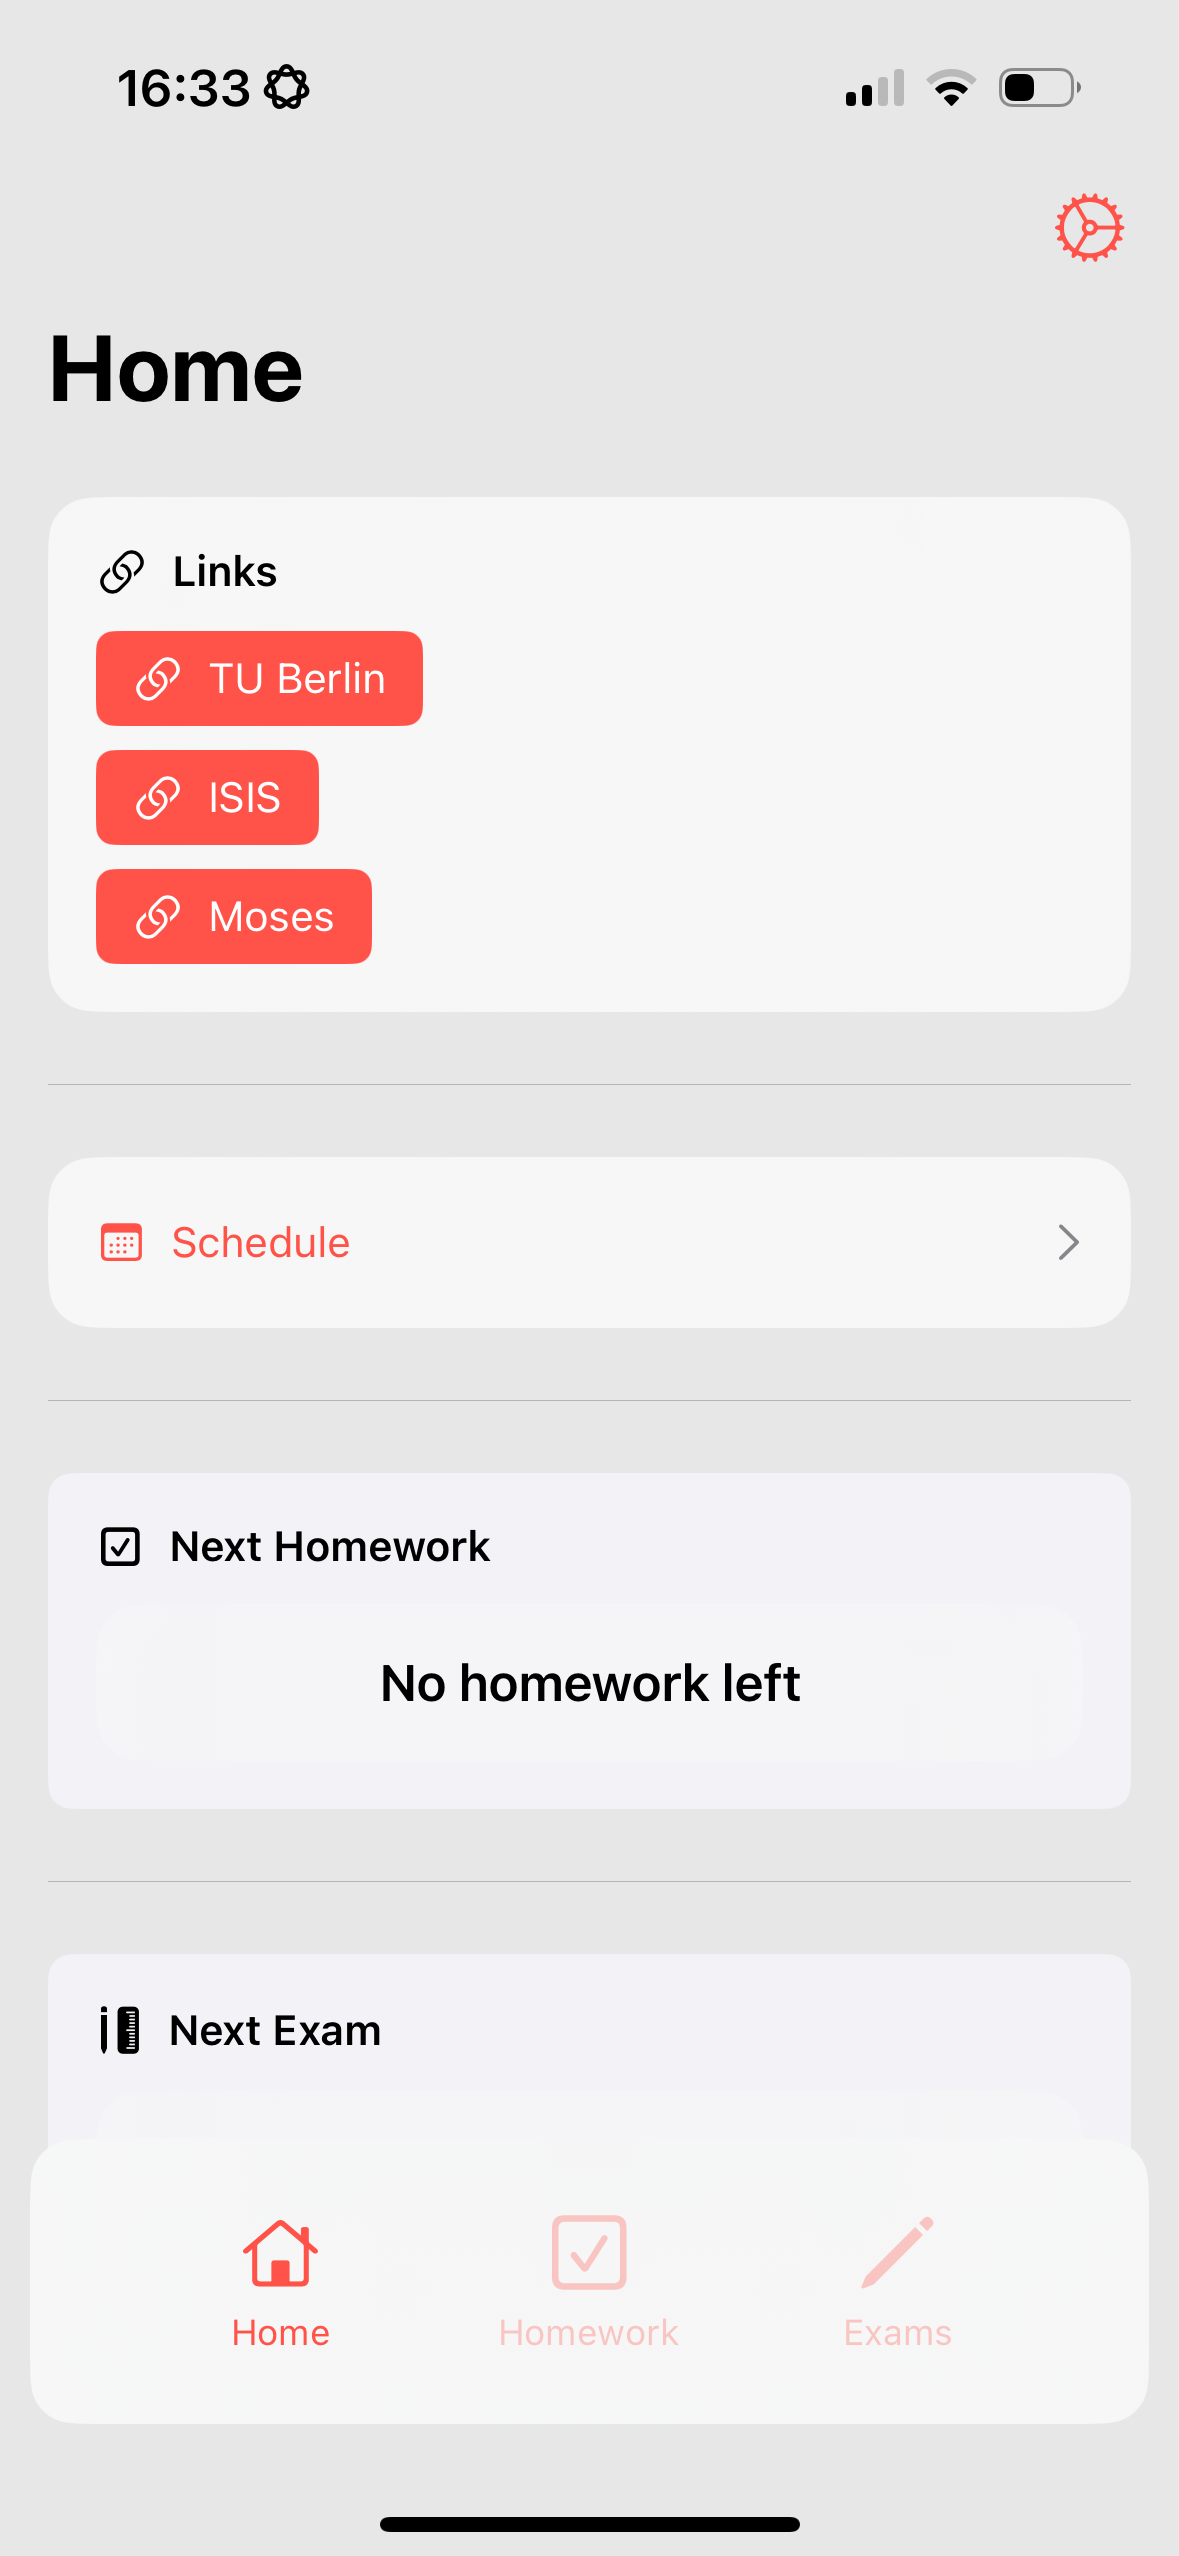 16:33
Home
Links
TU Berlin
ISIS
Moses
Schedule
Next Homework
No homework left
Next Exam
Home
Homework
Exams